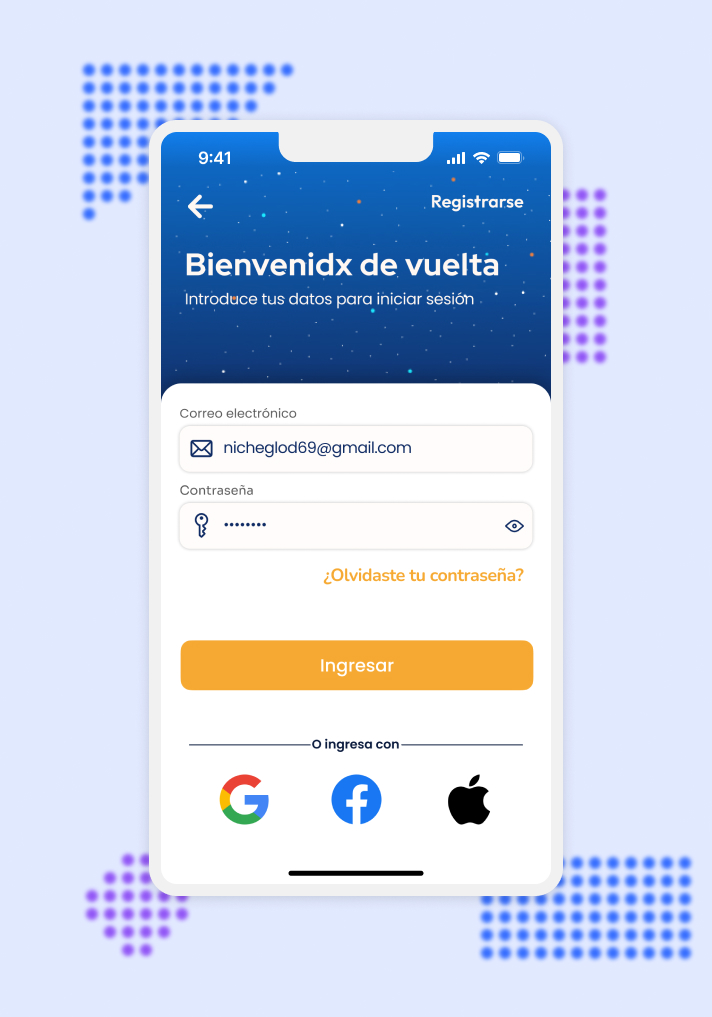 9:41
Registrarse
Bienvenidx de vuelta
Introduce tus datos para iniciar sesión
Correo electrónico
nicheglod69@gmail.com
Contraseña
••••••••
¿Olvidaste tu contraseña?
Ingresar
O ingresa con